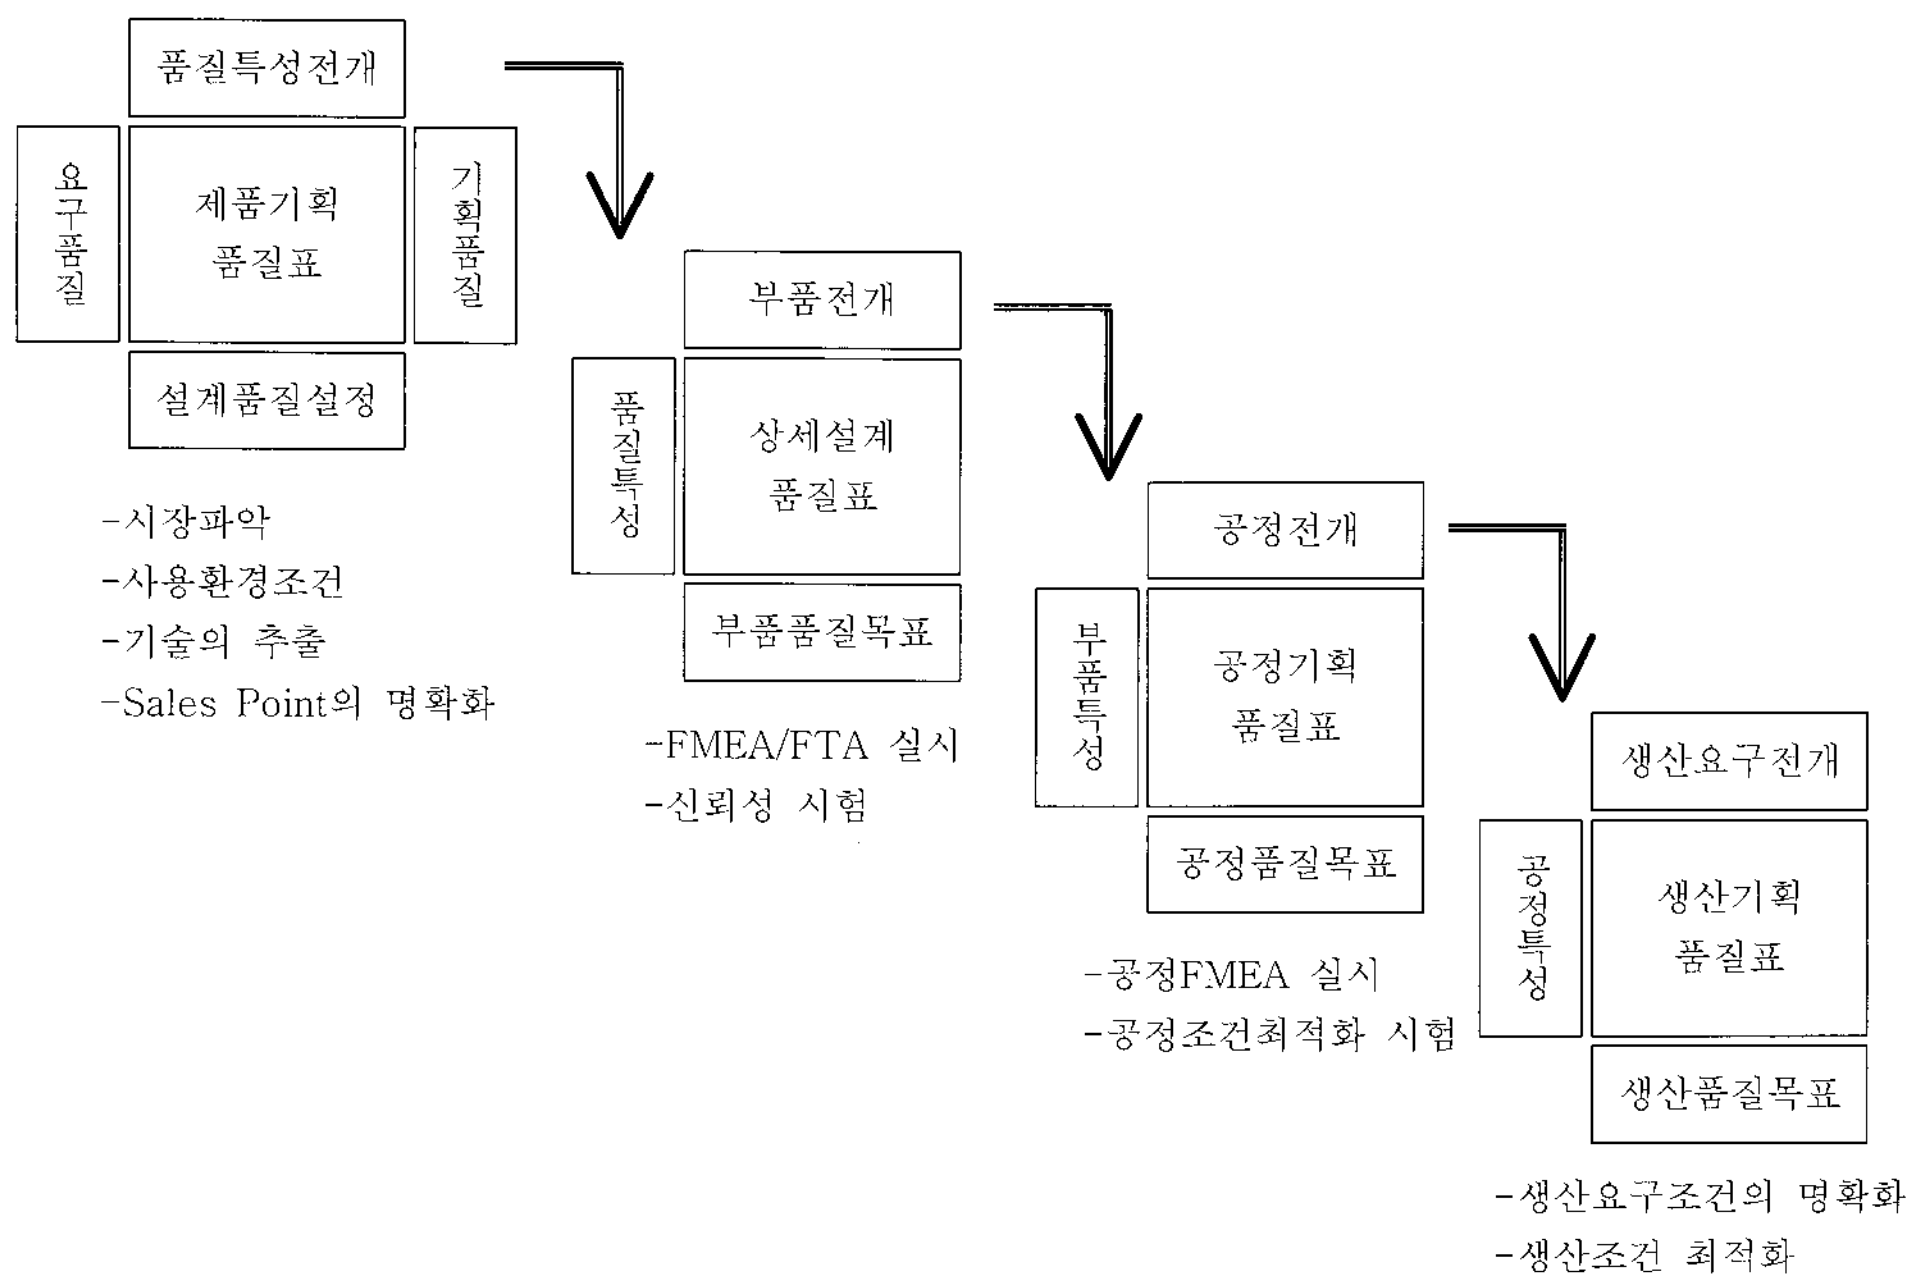 품질특성전개
요구품질
제품기획
품질표
기획품질
설계품질설정
-시장파악
-사용환경조건
-기술의 추출
-Sales Point의 명확화
부품전개
품질특성
상세설계
품질표
부품품질목표
-FMEA/FTA 실시
-신뢰성 시험
공정전개
부품특성
공정기획
품질표
공정품질목표
-공정FMEA 실시
-공정조건최적화 시험
생산요구전개
공정특성
생산기획
품질표
생산품질목표
-생산요구조건의 명확화
-생산조건 최적화